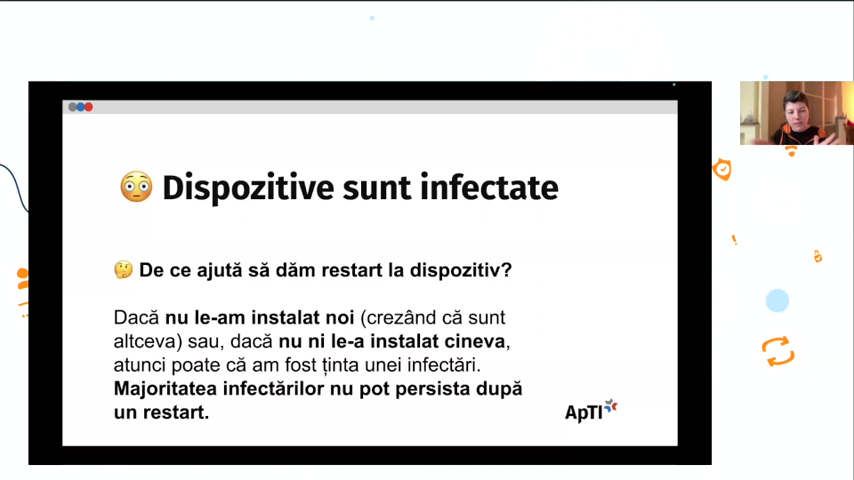 😳 Dispozitive sunt infectate
🤔 De ce ajută să dăm restart la dispozitiv?
Dacă nu le-am instalat noi (crezând că sunt
altceva) sau, dacă nu ni le-a instalat cineva,
atunci poate că am fost ținta unei infectări.
Majoritatea infectărilor nu pot persista după
un restart.
ApTI